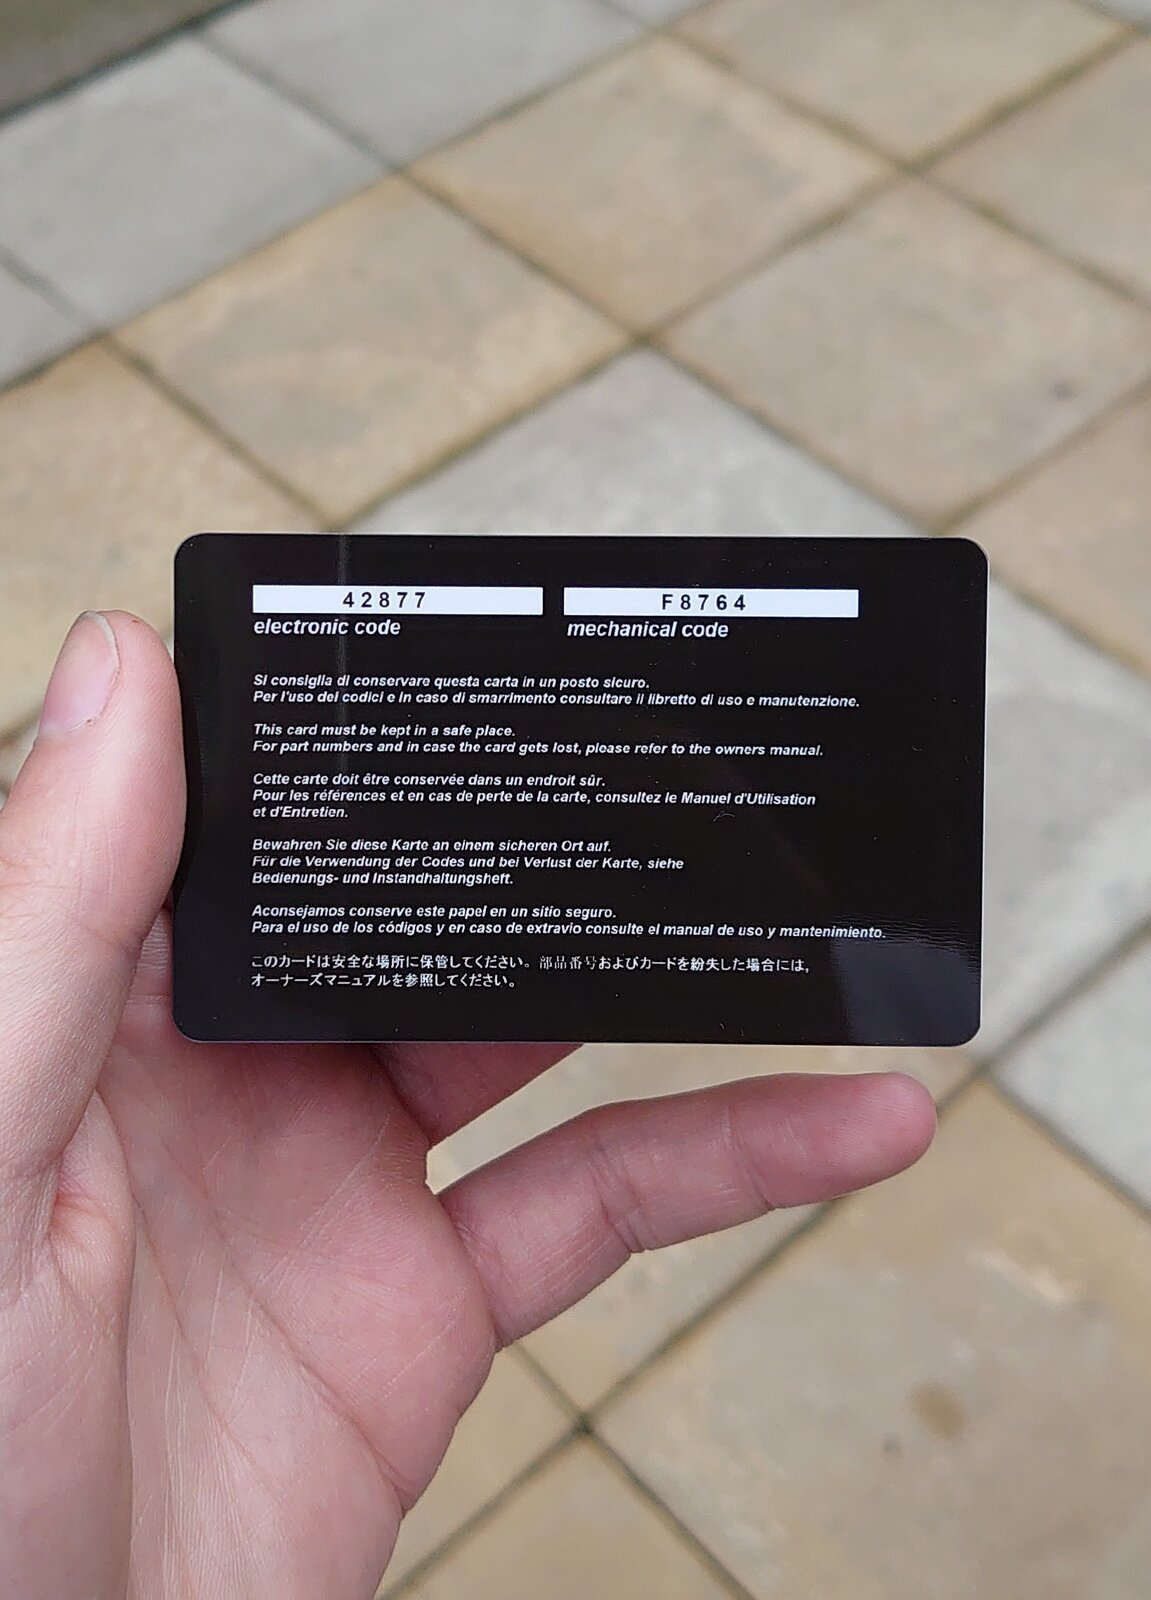 42877 F8764
electronic code mechanical code
Si consiglia di conservare questa carta in un posto sicuro.
Per l'uso dei codici e in caso di smarrimento consultare il libretto di uso e manutenzione.
This card must be kept in a safe place.
For part numbers and in case the card gets lost, please refer to the owners manual.
Cette carte doit être conservée dans un endroit sûr.
Pour les références et en cas de perte de la carte, consultez le Manuel d'Utilisation
et d'Entretien.
Bewahren Sie diese Karte an einem sicheren Ort auf.
Für die Verwendung der Codes und bei Verlust der Karte, siehe
Bedienungs- und Instandhaltungsheft.
Aconsejamos conserve este papel en un sitio seguro.
Para el uso de los códigos y en caso de extravio consulte el manual de uso y mantenimiento.
このカードは安全な場所に保管してください。部品番号およびカードを紛失した場合には,
オーナーズマニュアルを参照してください。